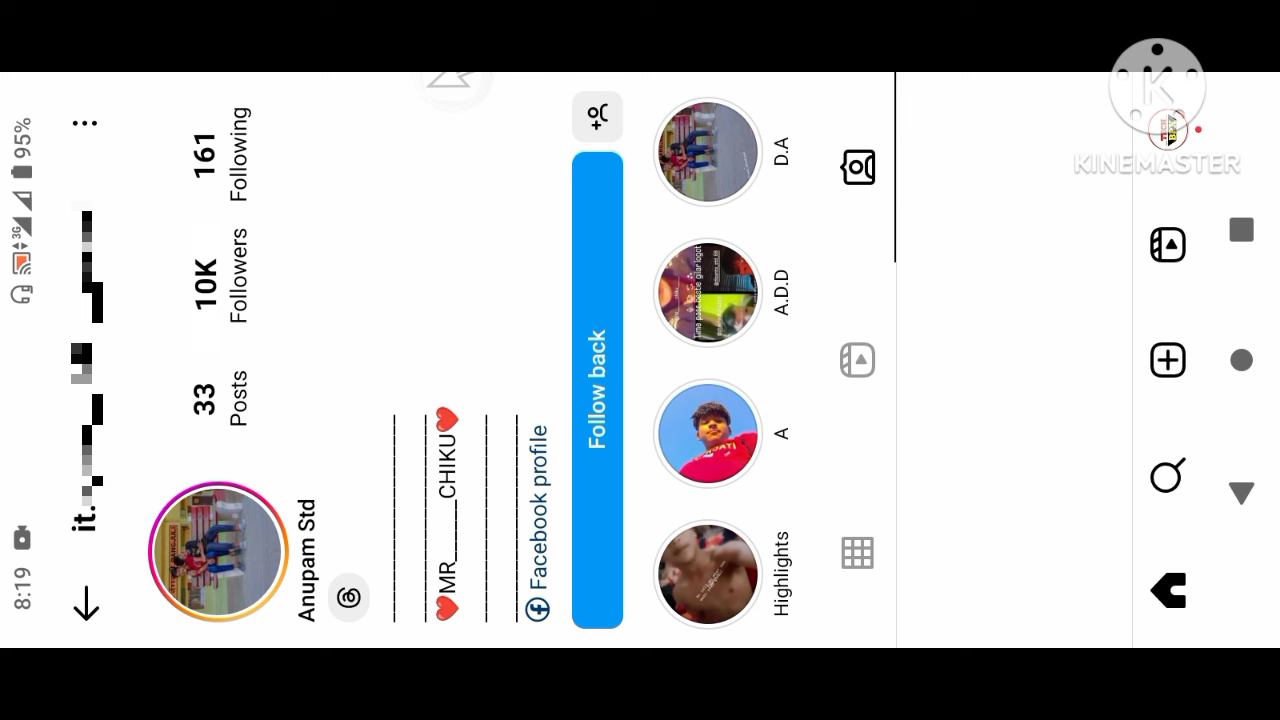 8:19
3G
95%
it.
33
10K
161
Posts
Followers
Following
Anupam Std
❤️MR____CHIKU❤️
Facebook profile
Follow back
Highlights
A
A.D.D
D.A
KINEMASTER